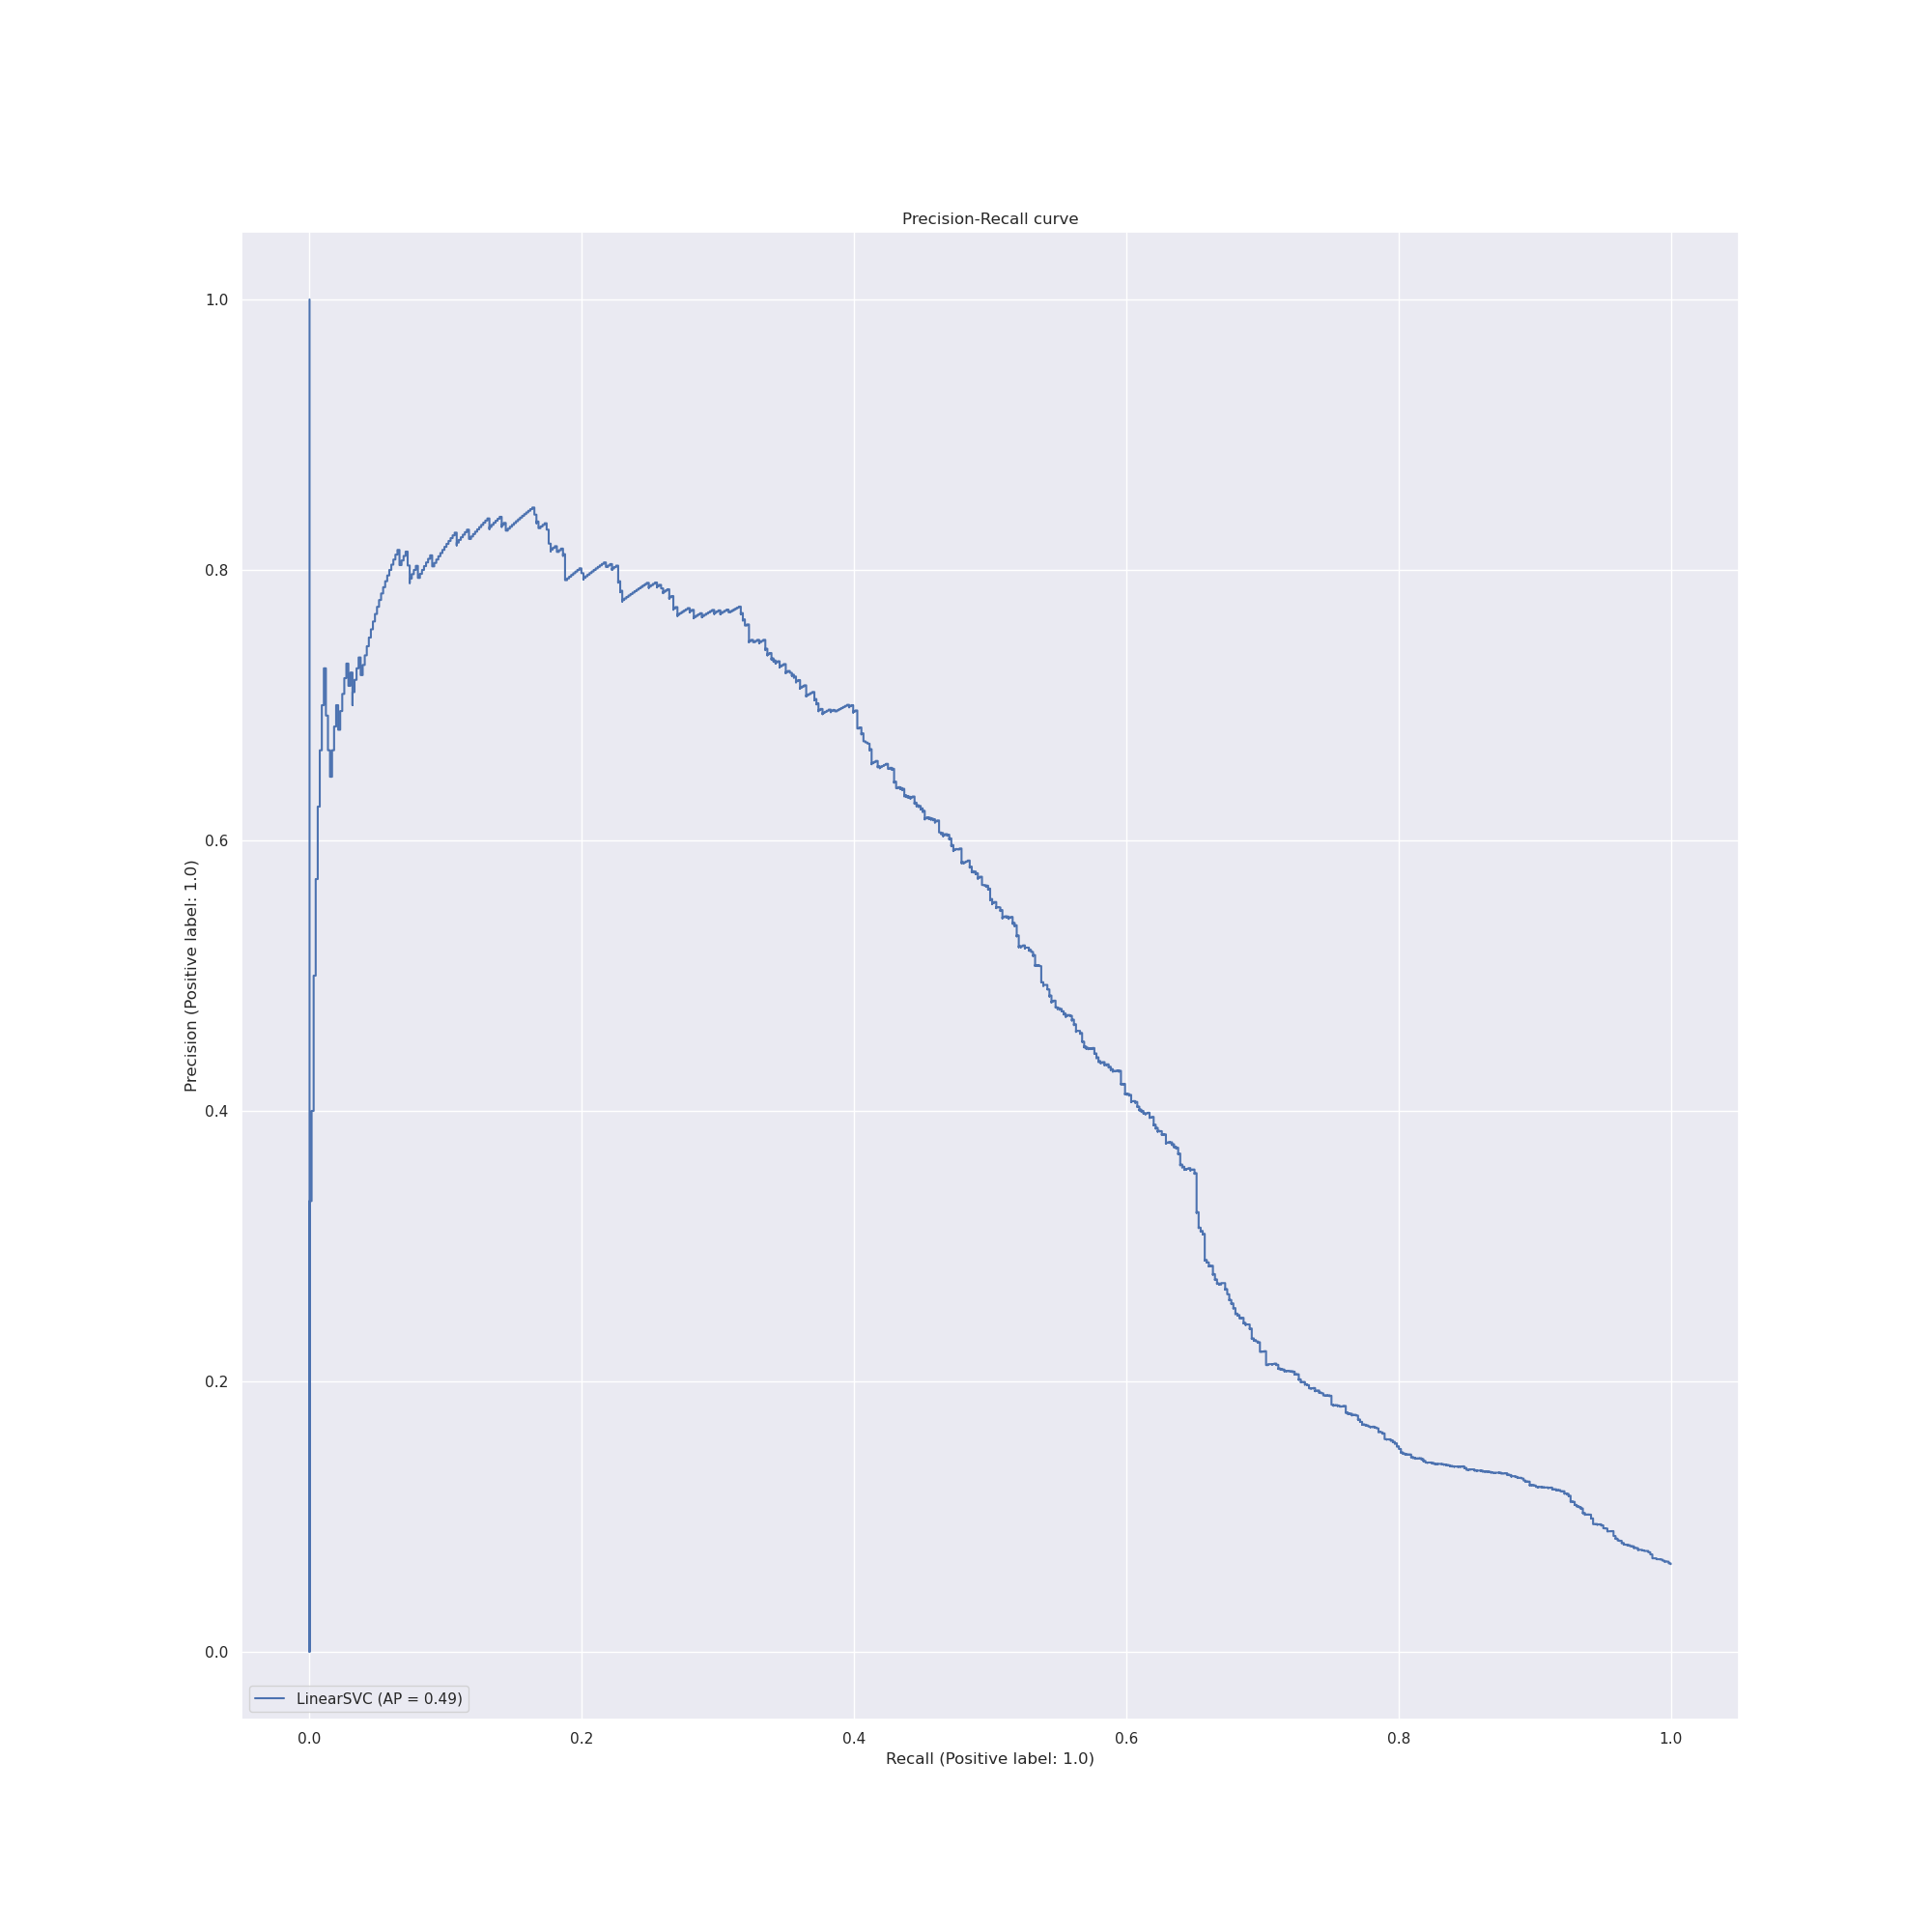 Precision-Recall curve
1.0
0.8
0.6
0.4
0.2
0.0
Precision (Positive label: 1.0)
LinearSVC (AP = 0.49)
0.0 0.2 0.4 0.6 0.8 1.0
Recall (Positive label: 1.0)